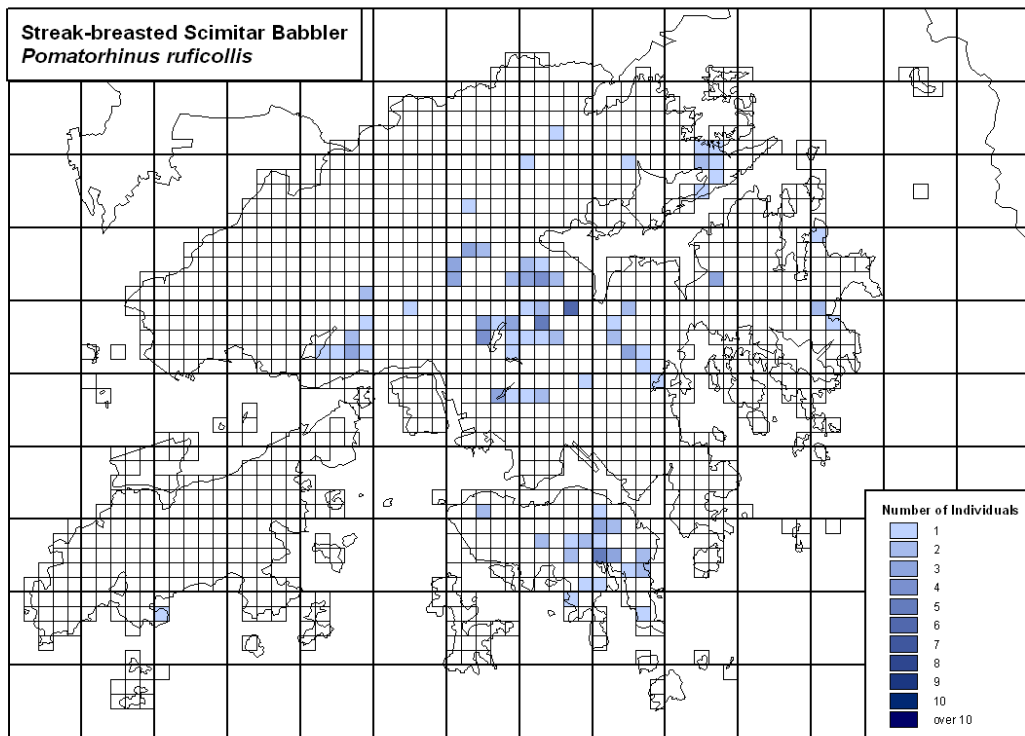 Streak-breasted Scimitar Babbler
Pomatorhinus ruficollis
Number of Individuals
1
2
3
4
5
6
7
8
9
10
over 10